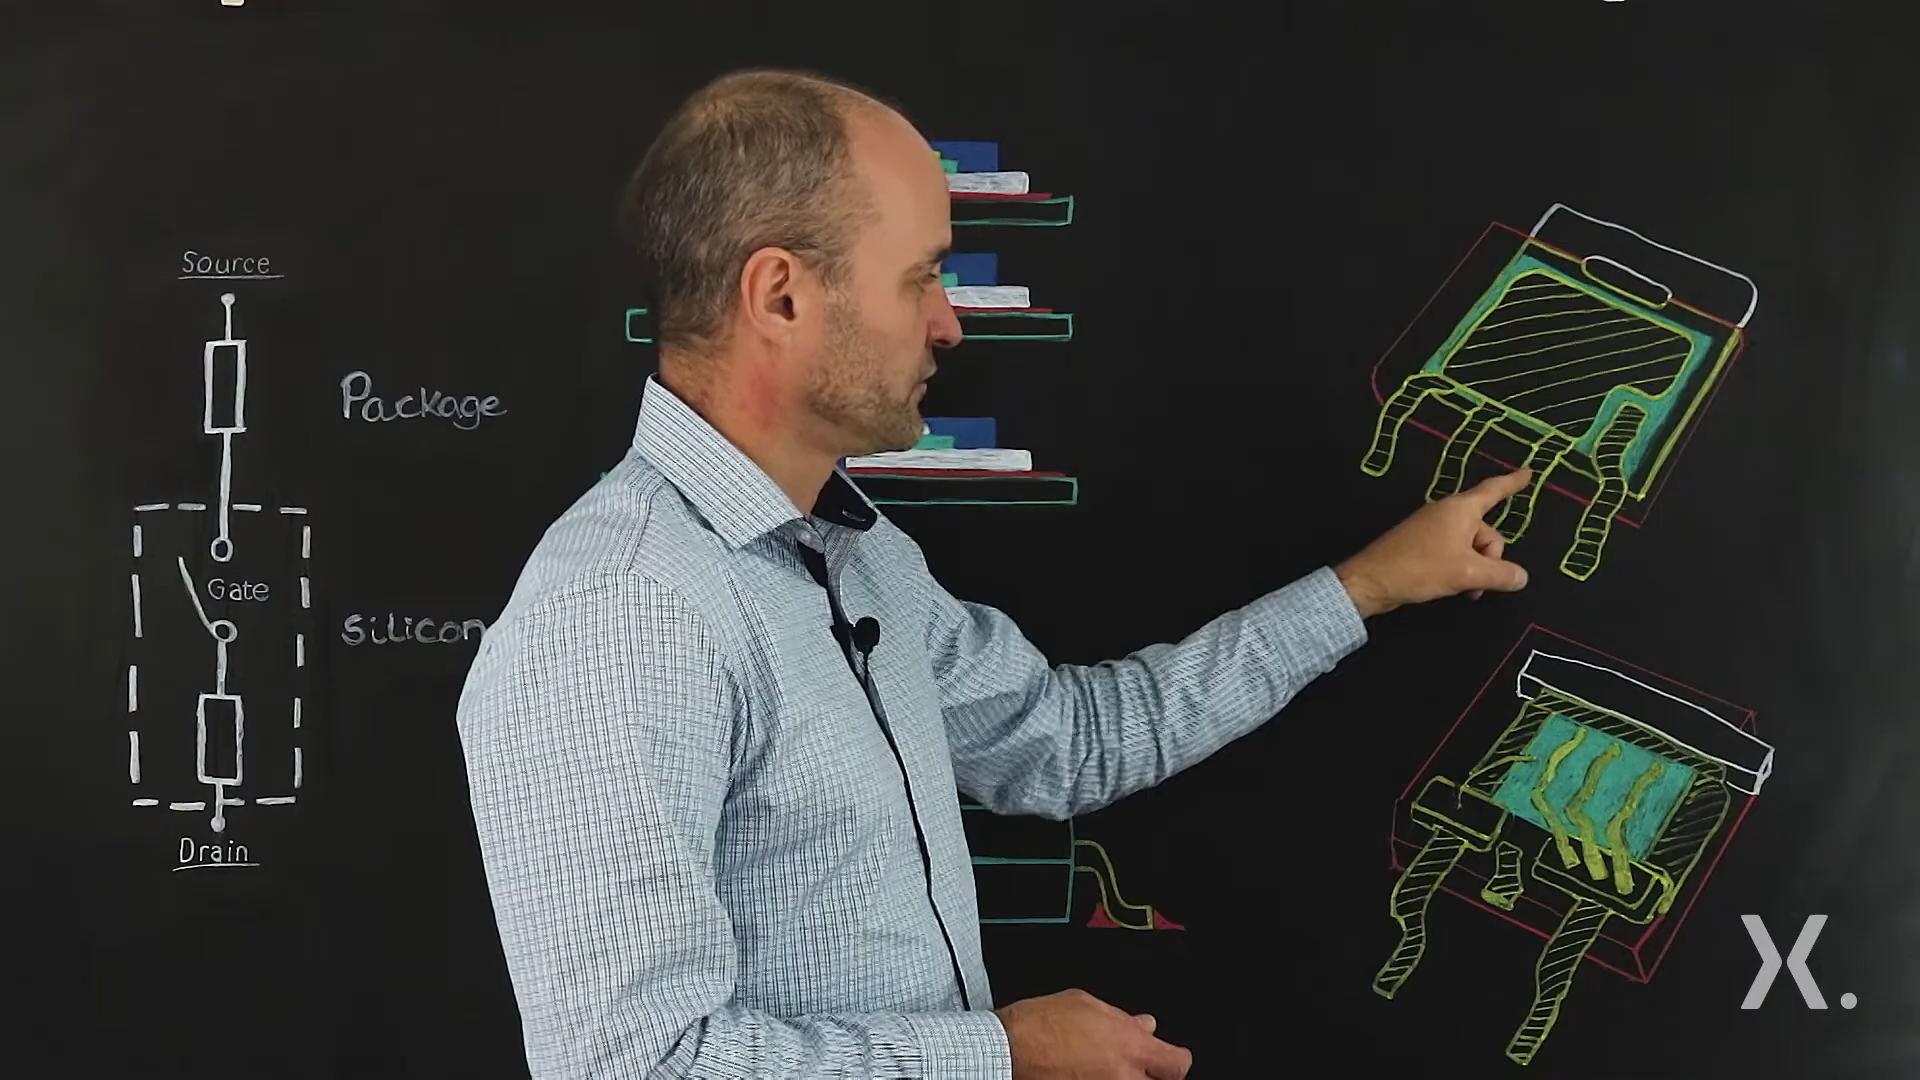 Source
Package
Gate
Silicon
Drain
X.